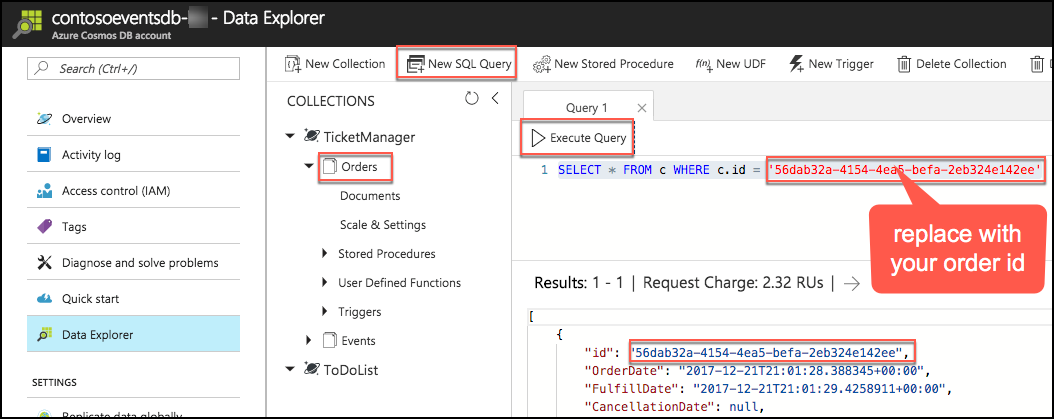 contosoeventsdb- - Data Explorer
Azure Cosmos DB account
Search (Ctrl+/)
Overview
Activity log
Access control (IAM)
Tags
Diagnose and solve problems
Quick start
Data Explorer
SETTINGS
Replicate data globally
New Collection
New SQL Query
New Stored Procedure
f(n) New UDF
New Trigger
Delete Collection
COLLECTIONS
TicketManager
Orders
Documents
Scale & Settings
Stored Procedures
User Defined Functions
Triggers
Events
ToDoList
Query 1
Execute Query
1 SELECT * FROM c WHERE c.id = '56dab32a-4154-4ea5-befa-2eb324e142ee'
replace with
your order id
Results: 1 - 1 | Request Charge: 2.32 RUs |
[
{
"id": "56dab32a-4154-4ea5-befa-2eb324e142ee",
"OrderDate": "2017-12-21T21:01:28.388345+00:00",
"FulfillDate": "2017-12-21T21:01:29.4258911+00:00",
"CancellationDate": null,